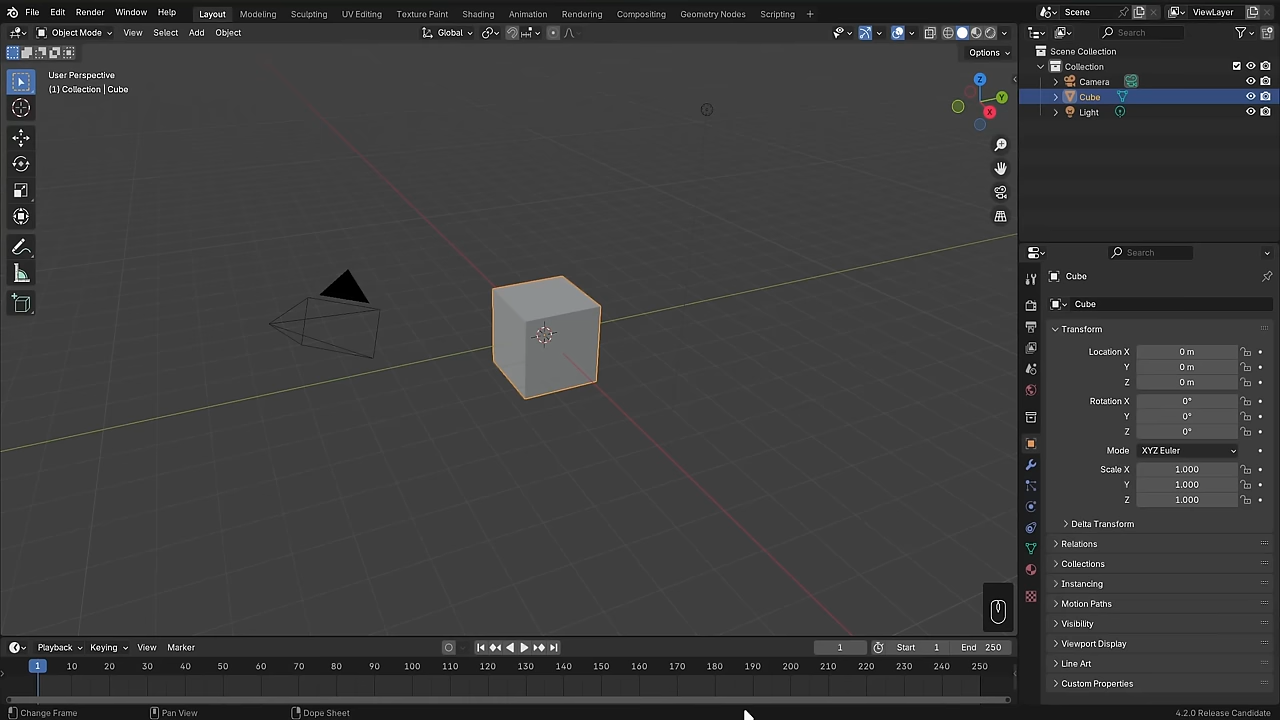 File Edit Render Window Help Layout Modeling Sculpting UV Editing Texture Paint Shading Animation Rendering Compositing Geometry Nodes Scripting + Scene ViewLayer
Object Mode View Select Add Object Global Search
Options
User Perspective
(1) Collection | Cube
Z
Y
X
Scene Collection
Collection
Camera
Cube
Light
Search
Cube
Cube
Transform
Location X 0 m
Y 0 m
Z 0 m
Rotation X 0°
Y 0°
Z 0°
Mode XYZ Euler
Scale X 1.000
Y 1.000
Z 1.000
Delta Transform
Relations
Collections
Instancing
Motion Paths
Visibility
Viewport Display
Line Art
Custom Properties
Playback Keying View Marker 1 Start 1 End 250
1 10 20 30 40 50 60 70 80 90 100 110 120 130 140 150 160 170 180 190 200 210 220 230 240 250
Change Frame Pan View Dope Sheet 4.2.0 Release Candidate